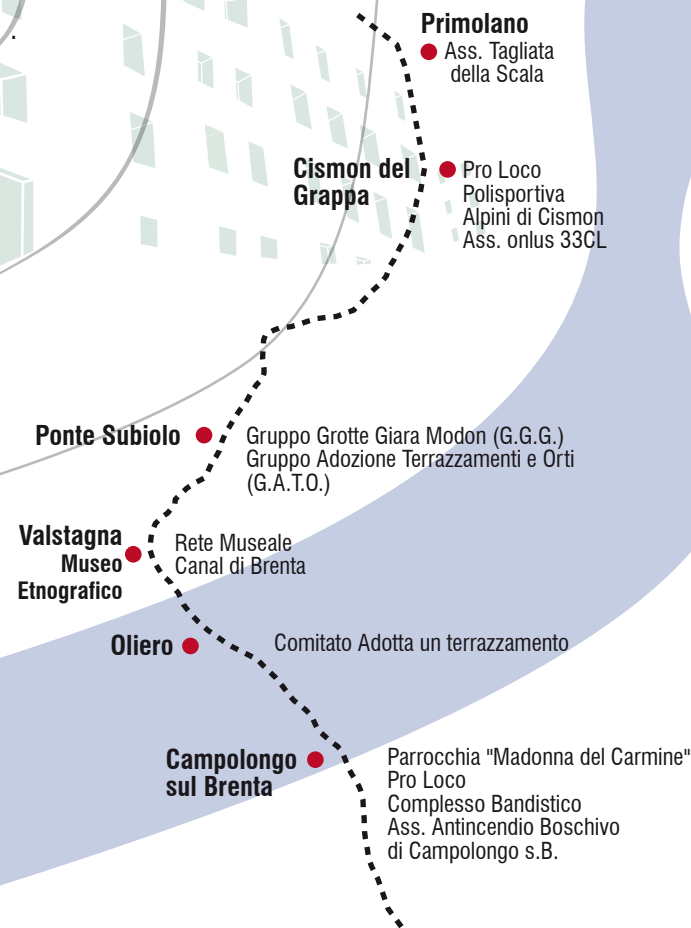 Primolano
Ass. Tagliata
della Scala
Cismon del
Grappa
Pro Loco
Polisportiva
Alpini di Cismon
Ass. onlus 33CL
Ponte Subiolo
Gruppo Grotte Giara Modon (G.G.G.)
Gruppo Adozione Terrazzamenti e Orti
(G.A.T.O.)
Valstagna
Museo
Etnografico
Rete Museale
Canal di Brenta
Oliero
Comitato Adotta un terrazzamento
Campolongo
sul Brenta
Parrocchia "Madonna del Carmine"
Pro Loco
Complesso Bandistico
Ass. Antincendio Boschivo
di Campolongo s.B.